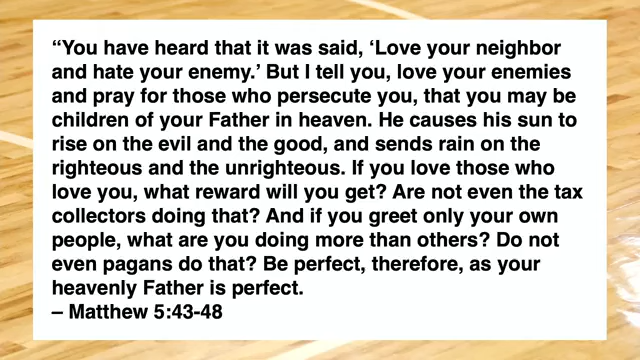 “You have heard that it was said, ‘Love your neighbor
and hate your enemy.’ But I tell you, love your enemies
and pray for those who persecute you, that you may be
children of your Father in heaven. He causes his sun to
rise on the evil and the good, and sends rain on the
righteous and the unrighteous. If you love those who
love you, what reward will you get? Are not even the tax
collectors doing that? And if you greet only your own
people, what are you doing more than others? Do not
even pagans do that? Be perfect, therefore, as your
heavenly Father is perfect.
– Matthew 5:43-48